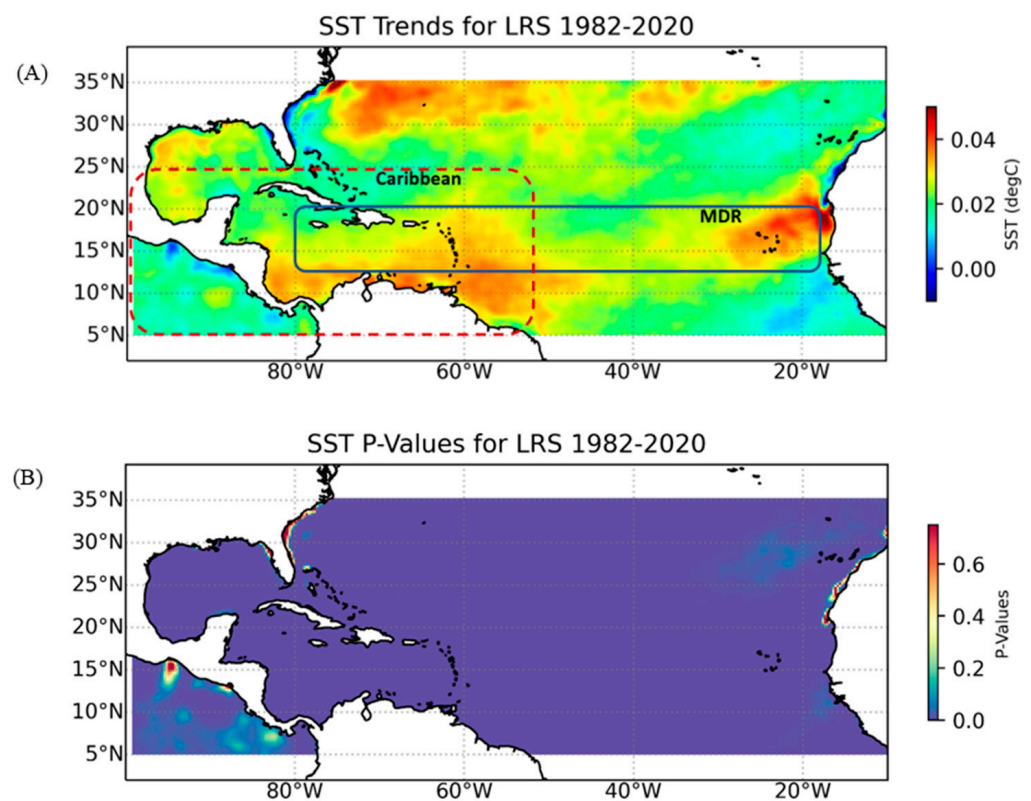 SST Trends for LRS 1982-2020
(A)
35°N
30°N
25°N
20°N
15°N
10°N
5°N
Caribbean
MDR
80°W 60°W 40°W 20°W
0.04
0.02
0.00
SST (degC)
SST P-Values for LRS 1982-2020
(B)
35°N
30°N
25°N
20°N
15°N
10°N
5°N
80°W 60°W 40°W 20°W
0.6
0.4
0.2
0.0
P-Values